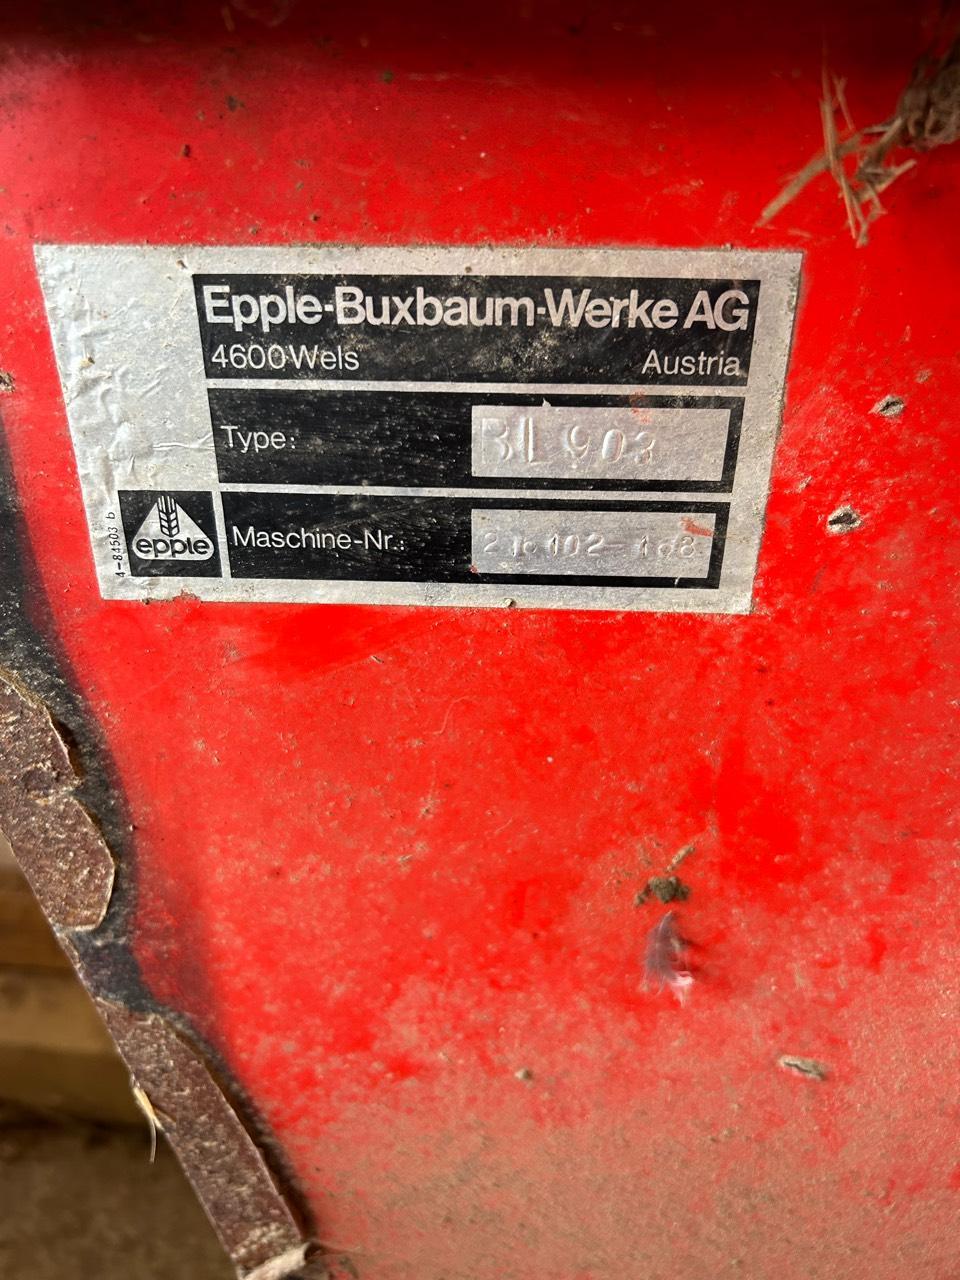 Epple-Buxbaum-Werke AG
4600 Wels Austria
Type: BL 903
epple
Maschine-Nr.:
4-84503 b